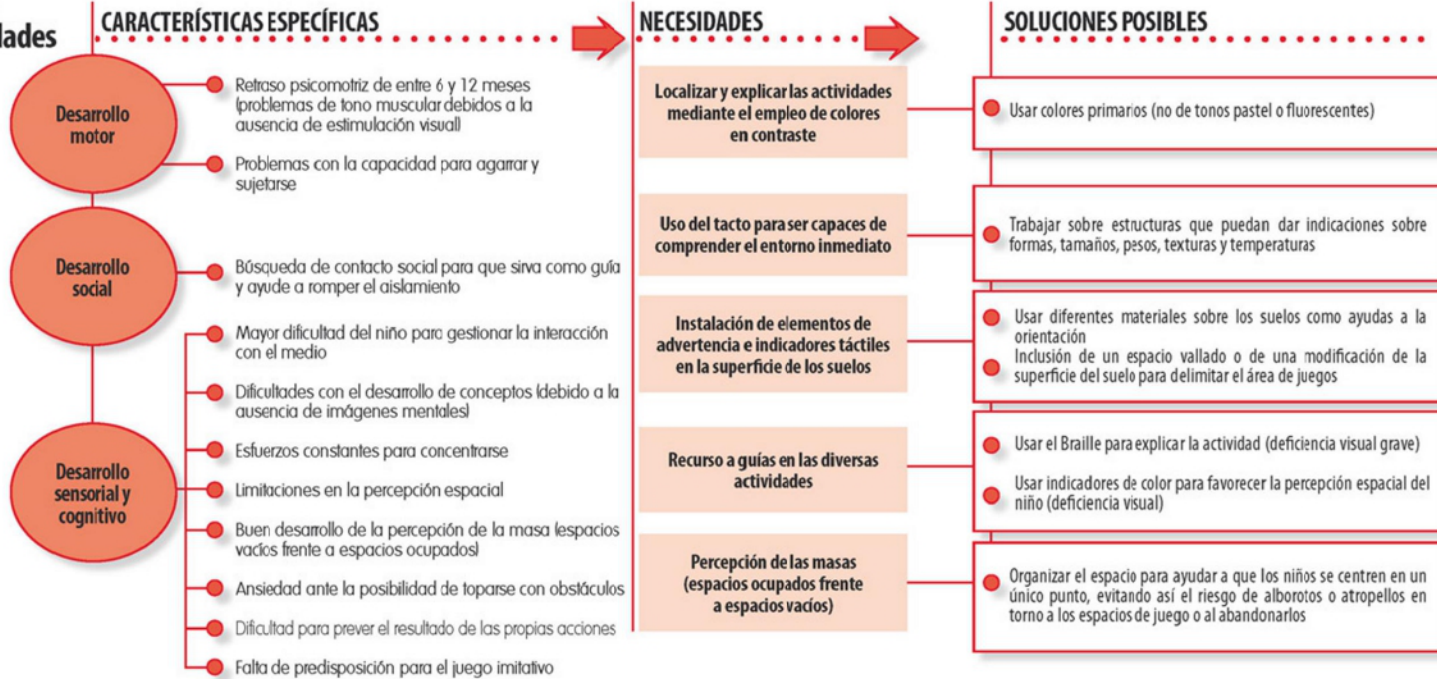 dades
CARACTERÍSTICAS ESPECÍFICAS
NECESIDADES
SOLUCIONES POSIBLES
Desarrollo
motor
Retraso psicomotriz de entre 6 y 12 meses
(problemas de tono muscular debidos a la
ausencia de estimulación visual)
Problemas con la capacidad para agarrar y
sujetarse
Desarrollo
social
Búsqueda de contacto social para que sirva como guía
y ayude a romper el aislamiento
Desarrollo
sensorial y
cognitivo
Mayor dificultad del niño para gestionar la interacción
con el medio
Dificultades con el desarrollo de conceptos (debido a la
ausencia de imágenes mentales)
Esfuerzos constantes para concentrarse
Limitaciones en la percepción espacial
Buen desarrollo de la percepción de la masa (espacios
vacíos frente a espacios ocupados)
Ansiedad ante la posibilidad de toparse con obstáculos
Dificultad para prever el resultado de las propias acciones
Falta de predisposición para el juego imitativo
Localizar y explicar las actividades
mediante el empleo de colores
en contraste
Uso del tacto para ser capaces de
comprender el entorno inmediato
Instalación de elementos de
advertencia e indicadores táctiles
en la superficie de los suelos
Recurso a guías en las diversas
actividades
Percepción de las masas
(espacios ocupados frente
a espacios vacíos)
Usar colores primarios (no de tonos pastel o fluorescentes)
Trabajar sobre estructuras que puedan dar indicaciones sobre
formas, tamaños, pesos, texturas y temperaturas
Usar diferentes materiales sobre los suelos como ayudas a la
orientación
Inclusión de un espacio vallado o de una modificación de la
superficie del suelo para delimitar el área de juegos
Usar el Braille para explicar la actividad (deficiencia visual grave)
Usar indicadores de color para favorecer la percepción espacial del
niño (deficiencia visual)
Organizar el espacio para ayudar a que los niños se centren en un
único punto, evitando así el riesgo de alborotos o atropellos en
torno a los espacios de juego o al abandonarlos